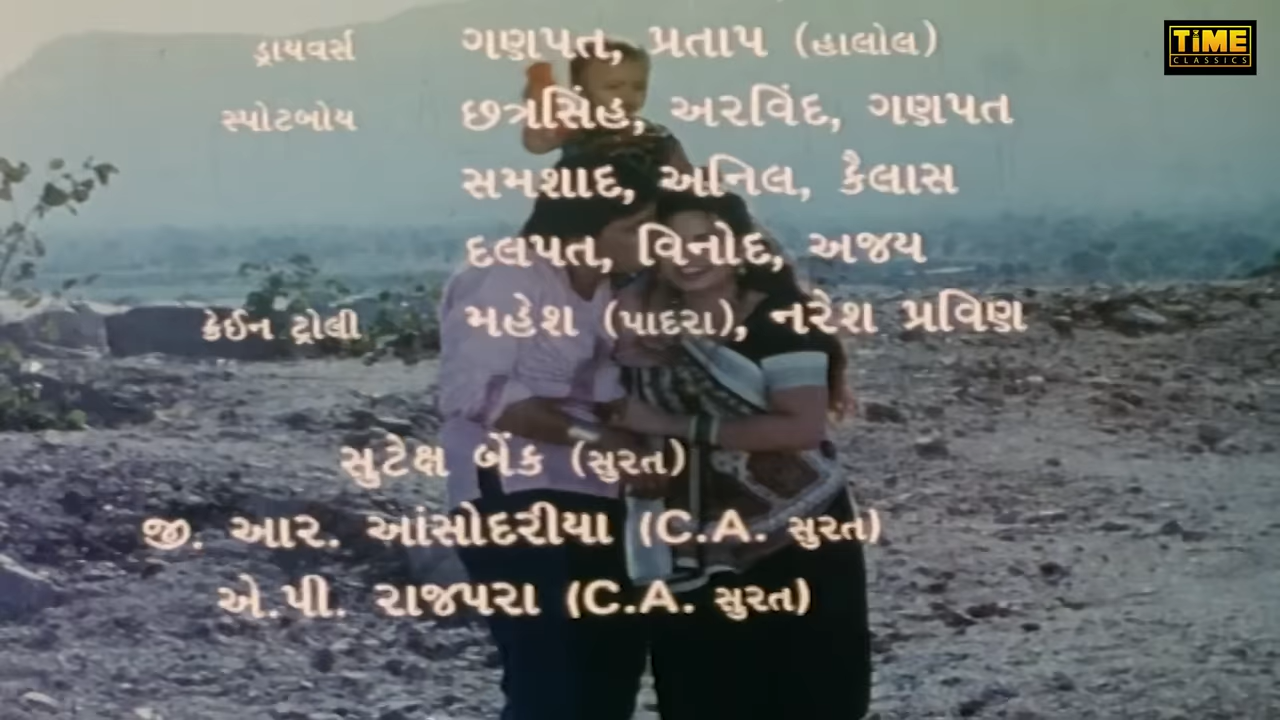 ડ્રાયવર્સ ગણપત, પ્રતાપ (હાલોલ)
સ્પોટબોય છત્રસિંહ, અરવિંદ, ગણપત
સમશાદ, અનિલ, કૈલાસ
દલપત, વિનોદ, અજય
ક્રેઈન ટ્રોલી મહેશ (પાદરા), નરેશ પ્રવિણ
સુટેક્ષ બેંક (સુરત)
જી. આર. આંસોદરીયા (C.A. સુરત)
એ.પી. રાજપરા (C.A. સુરત)
TIME
CLASSICS